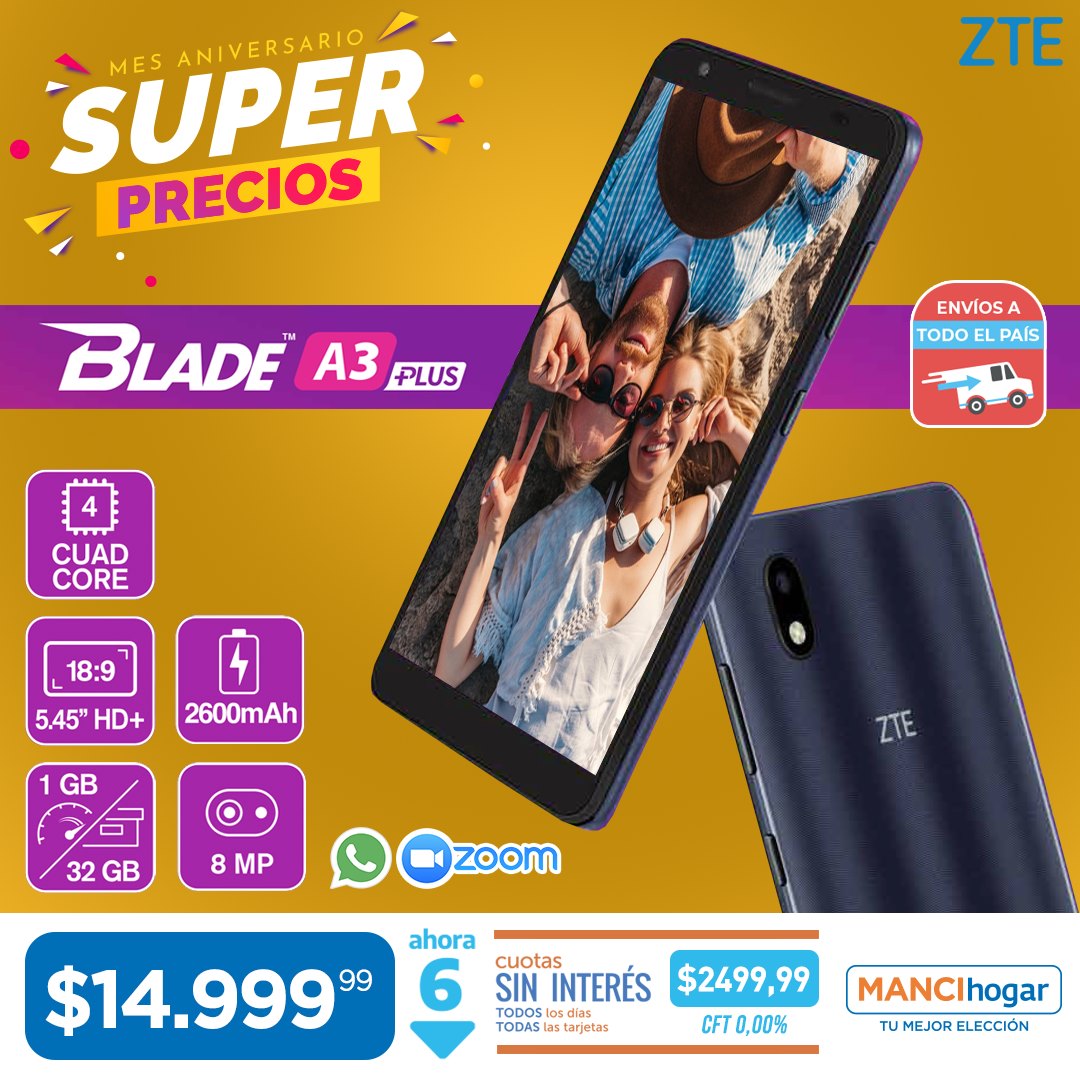 MES ANIVERSARIO
SUPER
PRECIOS
ZTE
BLADE™ A3 PLUS
ENVÍOS A
TODO EL PAÍS
4
CUAD
CORE
18:9
5.45” HD+
2600mAh
1 GB
32 GB
8 MP
zoom
ZTE
$14.999⁹⁹
ahora
6
cuotas
SIN INTERÉS
TODOS los días
TODAS las tarjetas
$2499,99
CFT 0,00%
MANCIhogar
TU MEJOR ELECCIÓN